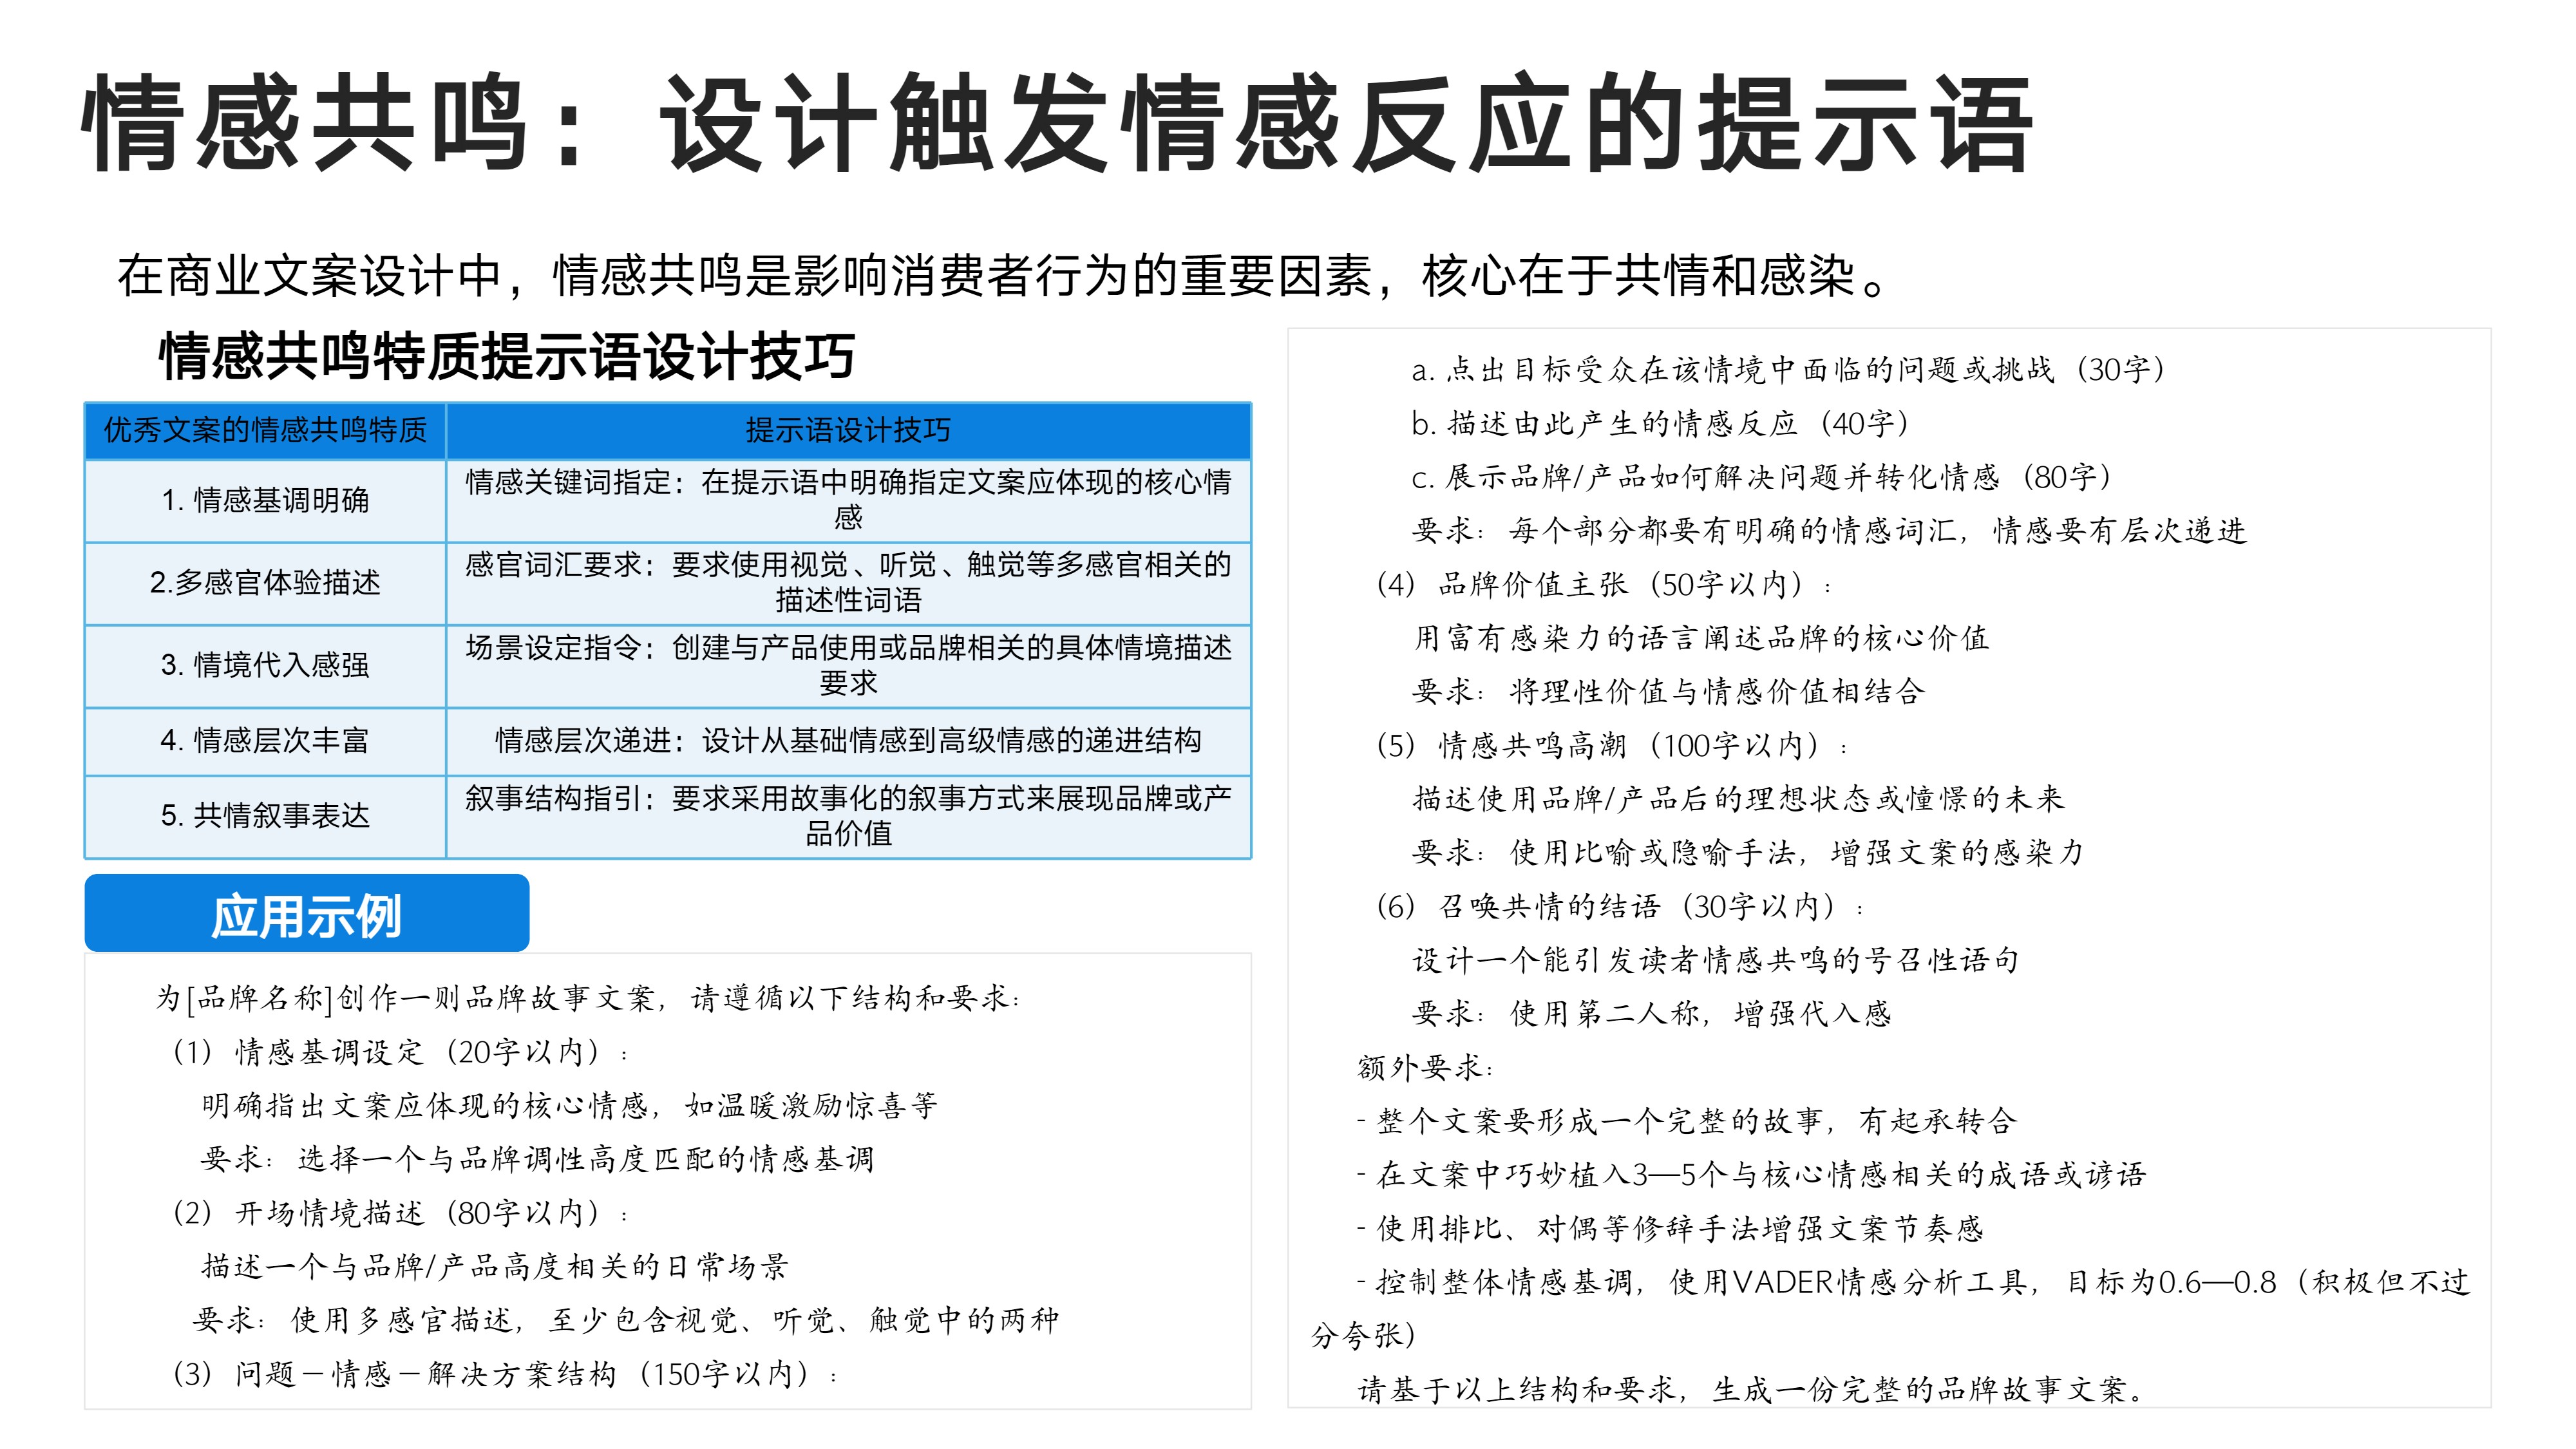 情感共鸣：设计触发情感反应的提示语
在商业文案设计中，情感共鸣是影响消费者行为的重要因素，核心在于共情和感染。
情感共鸣特质提示语设计技巧
优秀文案的情感共鸣特质
提示语设计技巧
1. 情感基调明确
情感关键词指定：在提示语中明确指定文案应体现的核心情
感
2.多感官体验描述
感官词汇要求：要求使用视觉、听觉、触觉等多感官相关的
描述性词语
3. 情境代入感强
场景设定指令：创建与产品使用或品牌相关的具体情境描述
要求
4. 情感层次丰富
情感层次递进：设计从基础情感到高级情感的递进结构
5. 共情叙事表达
叙事结构指引：要求采用故事化的叙事方式来展现品牌或产
品价值
应用示例
为[品牌名称]创作一则品牌故事文案，请遵循以下结构和要求：
（1）情感基调设定（20字以内）：
明确指出文案应体现的核心情感，如温暖激励惊喜等
要求：选择一个与品牌调性高度匹配的情感基调
（2）开场情境描述（80字以内）：
描述一个与品牌/产品高度相关的日常场景
要求：使用多感官描述，至少包含视觉、听觉、触觉中的两种
（3）问题－情感－解决方案结构（150字以内）：
a. 点出目标受众在该情境中面临的问题或挑战（30字）
b. 描述由此产生的情感反应（40字）
c. 展示品牌/产品如何解决问题并转化情感（80字）
要求：每个部分都要有明确的情感词汇，情感要有层次递进
（4）品牌价值主张（50字以内）：
用富有感染力的语言阐述品牌的核心价值
要求：将理性价值与情感价值相结合
（5）情感共鸣高潮（100字以内）：
描述使用品牌/产品后的理想状态或憧憬的未来
要求：使用比喻或隐喻手法，增强文案的感染力
（6）召唤共情的结语（30字以内）：
设计一个能引发读者情感共鸣的号召性语句
要求：使用第二人称，增强代入感
额外要求：
- 整个文案要形成一个完整的故事，有起承转合
- 在文案中巧妙植入3—5个与核心情感相关的成语或谚语
- 使用排比、对偶等修辞手法增强文案节奏感
- 控制整体情感基调，使用VADER情感分析工具，目标为0.6—0.8（积极但不过
分夸张）
请基于以上结构和要求，生成一份完整的品牌故事文案。